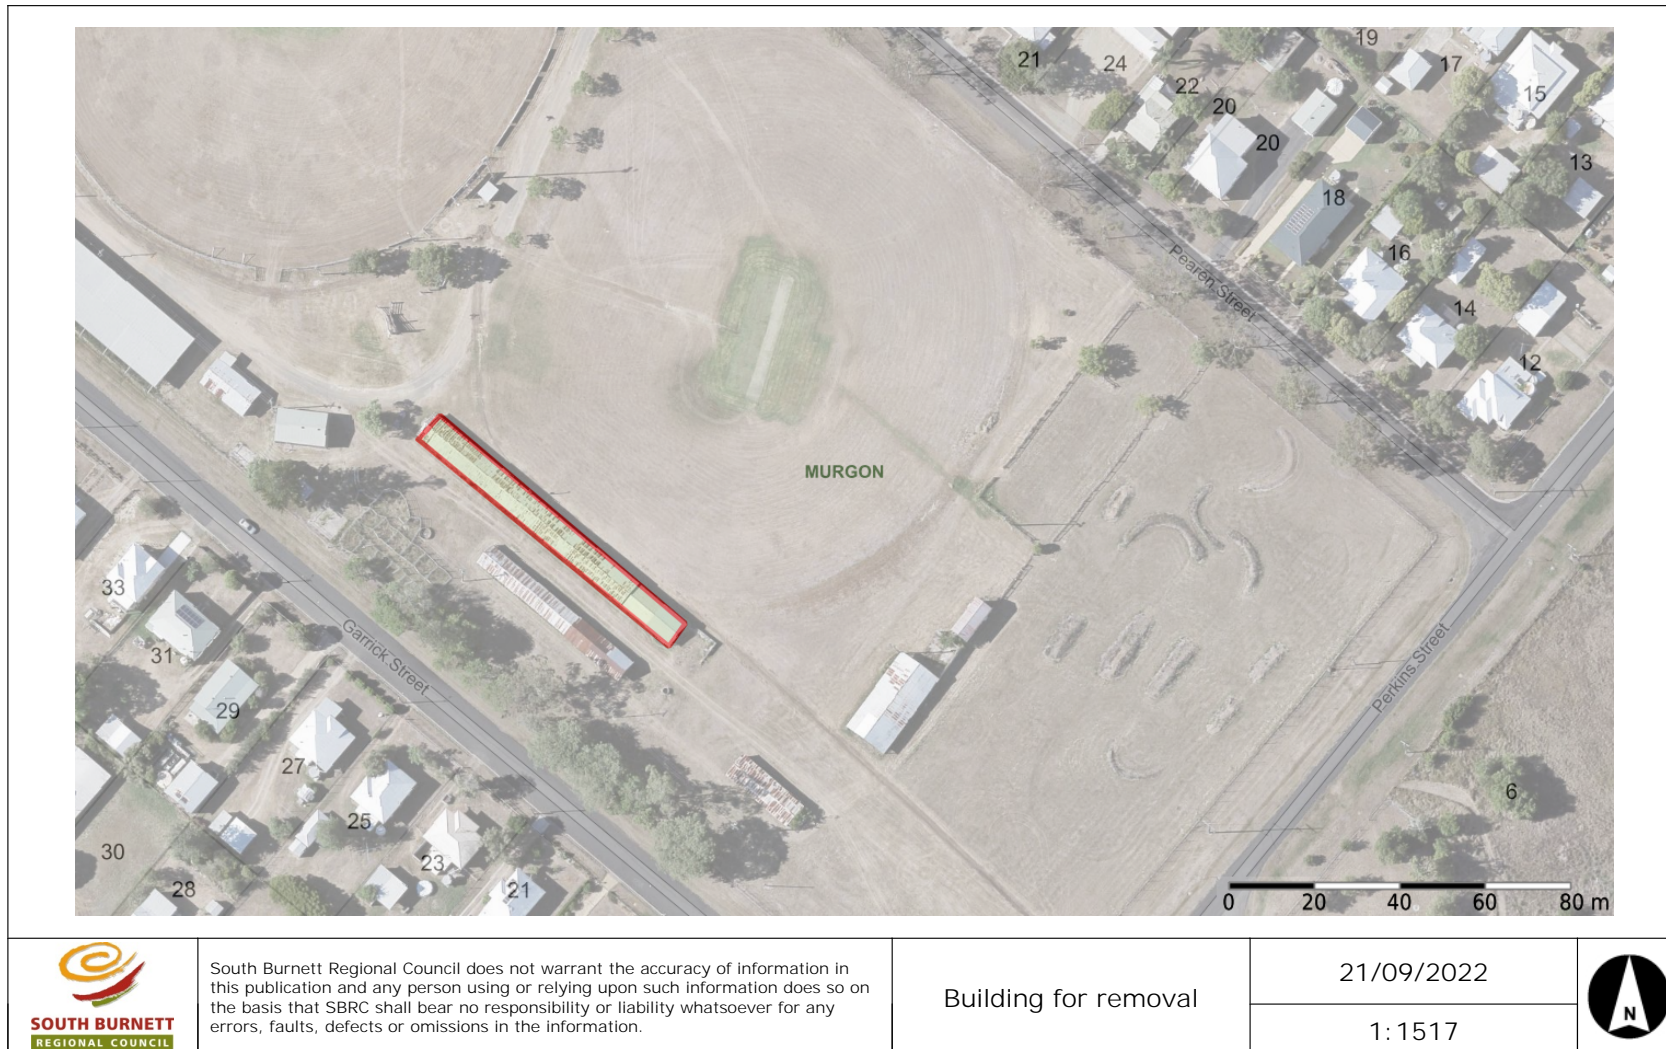 19
21
24
17
22
15
20
20
13
18
Pearen Street
16
14
12
MURGON
33
31
Garrick Street
29
27
Perkins Street
25
6
23
30
28
21
0 20 40 60 80 m
SOUTH BURNETT
REGIONAL COUNCIL
South Burnett Regional Council does not warrant the accuracy of information in
this publication and any person using or relying upon such information does so on
the basis that SBRC shall bear no responsibility or liability whatsoever for any
errors, faults, defects or omissions in the information.
Building for removal
21/09/2022
1:1517
N